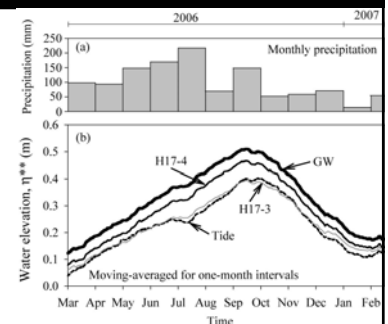 2006 2007
Precipitation (mm)
250
200
150
100
50
0
(a)
Monthly precipitation
Water elevation, η** (m)
0.6
0.5
0.4
0.3
0.2
0.1
0.0
(b)
H17-4
GW
H17-3
Tide
Moving-averaged for one-month intervals
Mar Apr May Jun Jul Aug Sep Oct Nov Dec Jan Feb
Time